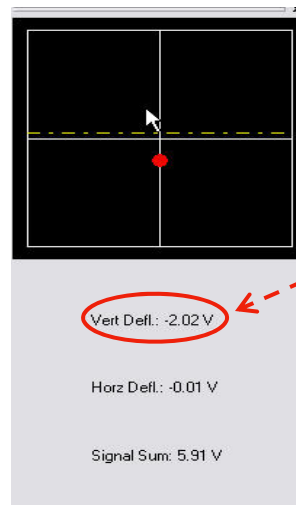 Vert Defl.: -2.02 V
Horz Defl.: -0.01 V
Signal Sum: 5.91 V